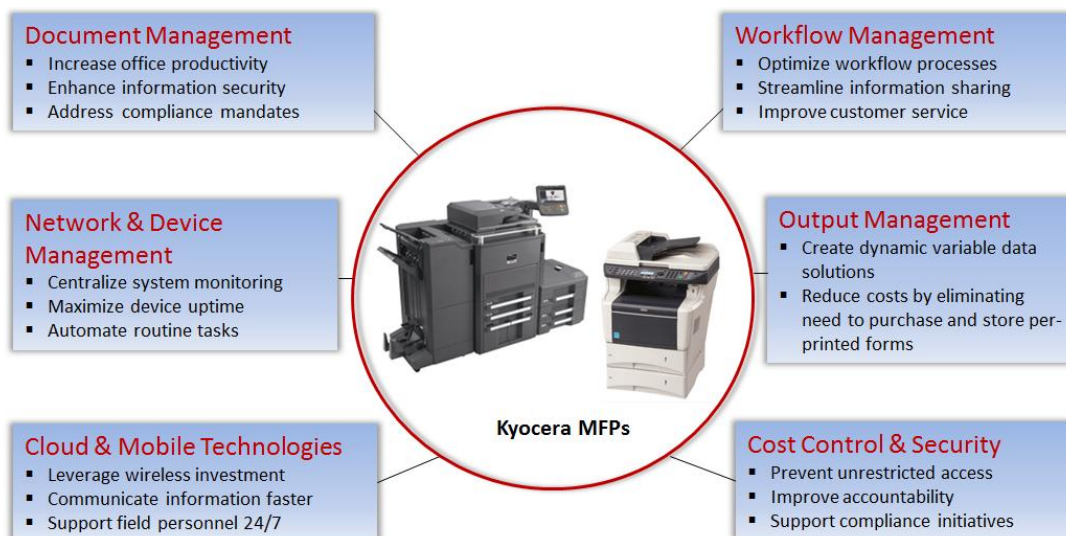 Document Management
▪ Increase office productivity
▪ Enhance information security
▪ Address compliance mandates
Workflow Management
▪ Optimize workflow processes
▪ Streamline information sharing
▪ Improve customer service
Network & Device
Management
▪ Centralize system monitoring
▪ Maximize device uptime
▪ Automate routine tasks
Output Management
▪ Create dynamic variable data
solutions
▪ Reduce costs by eliminating
need to purchase and store per-
printed forms
Kyocera MFPs
Cloud & Mobile Technologies
▪ Leverage wireless investment
▪ Communicate information faster
▪ Support field personnel 24/7
Cost Control & Security
▪ Prevent unrestricted access
▪ Improve accountability
▪ Support compliance initiatives